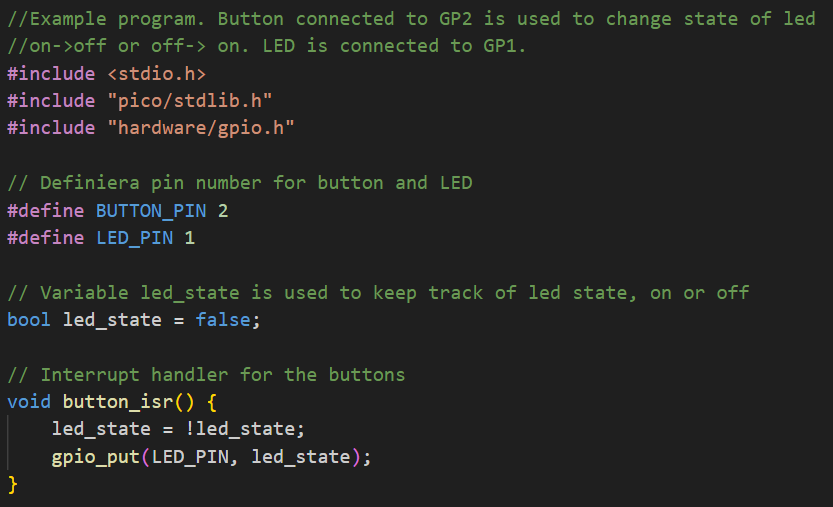 //Example program. Button connected to GP2 is used to change state of led
//on->off or off-> on. LED is connected to GP1.
#include <stdio.h>
#include "pico/stdlib.h"
#include "hardware/gpio.h"
// Definiera pin number for button and LED
#define BUTTON_PIN 2
#define LED_PIN 1
// Variable led_state is used to keep track of led state, on or off
bool led_state = false;
// Interrupt handler for the buttons
void button_isr() {
    led_state = !led_state;
    gpio_put(LED_PIN, led_state);
}